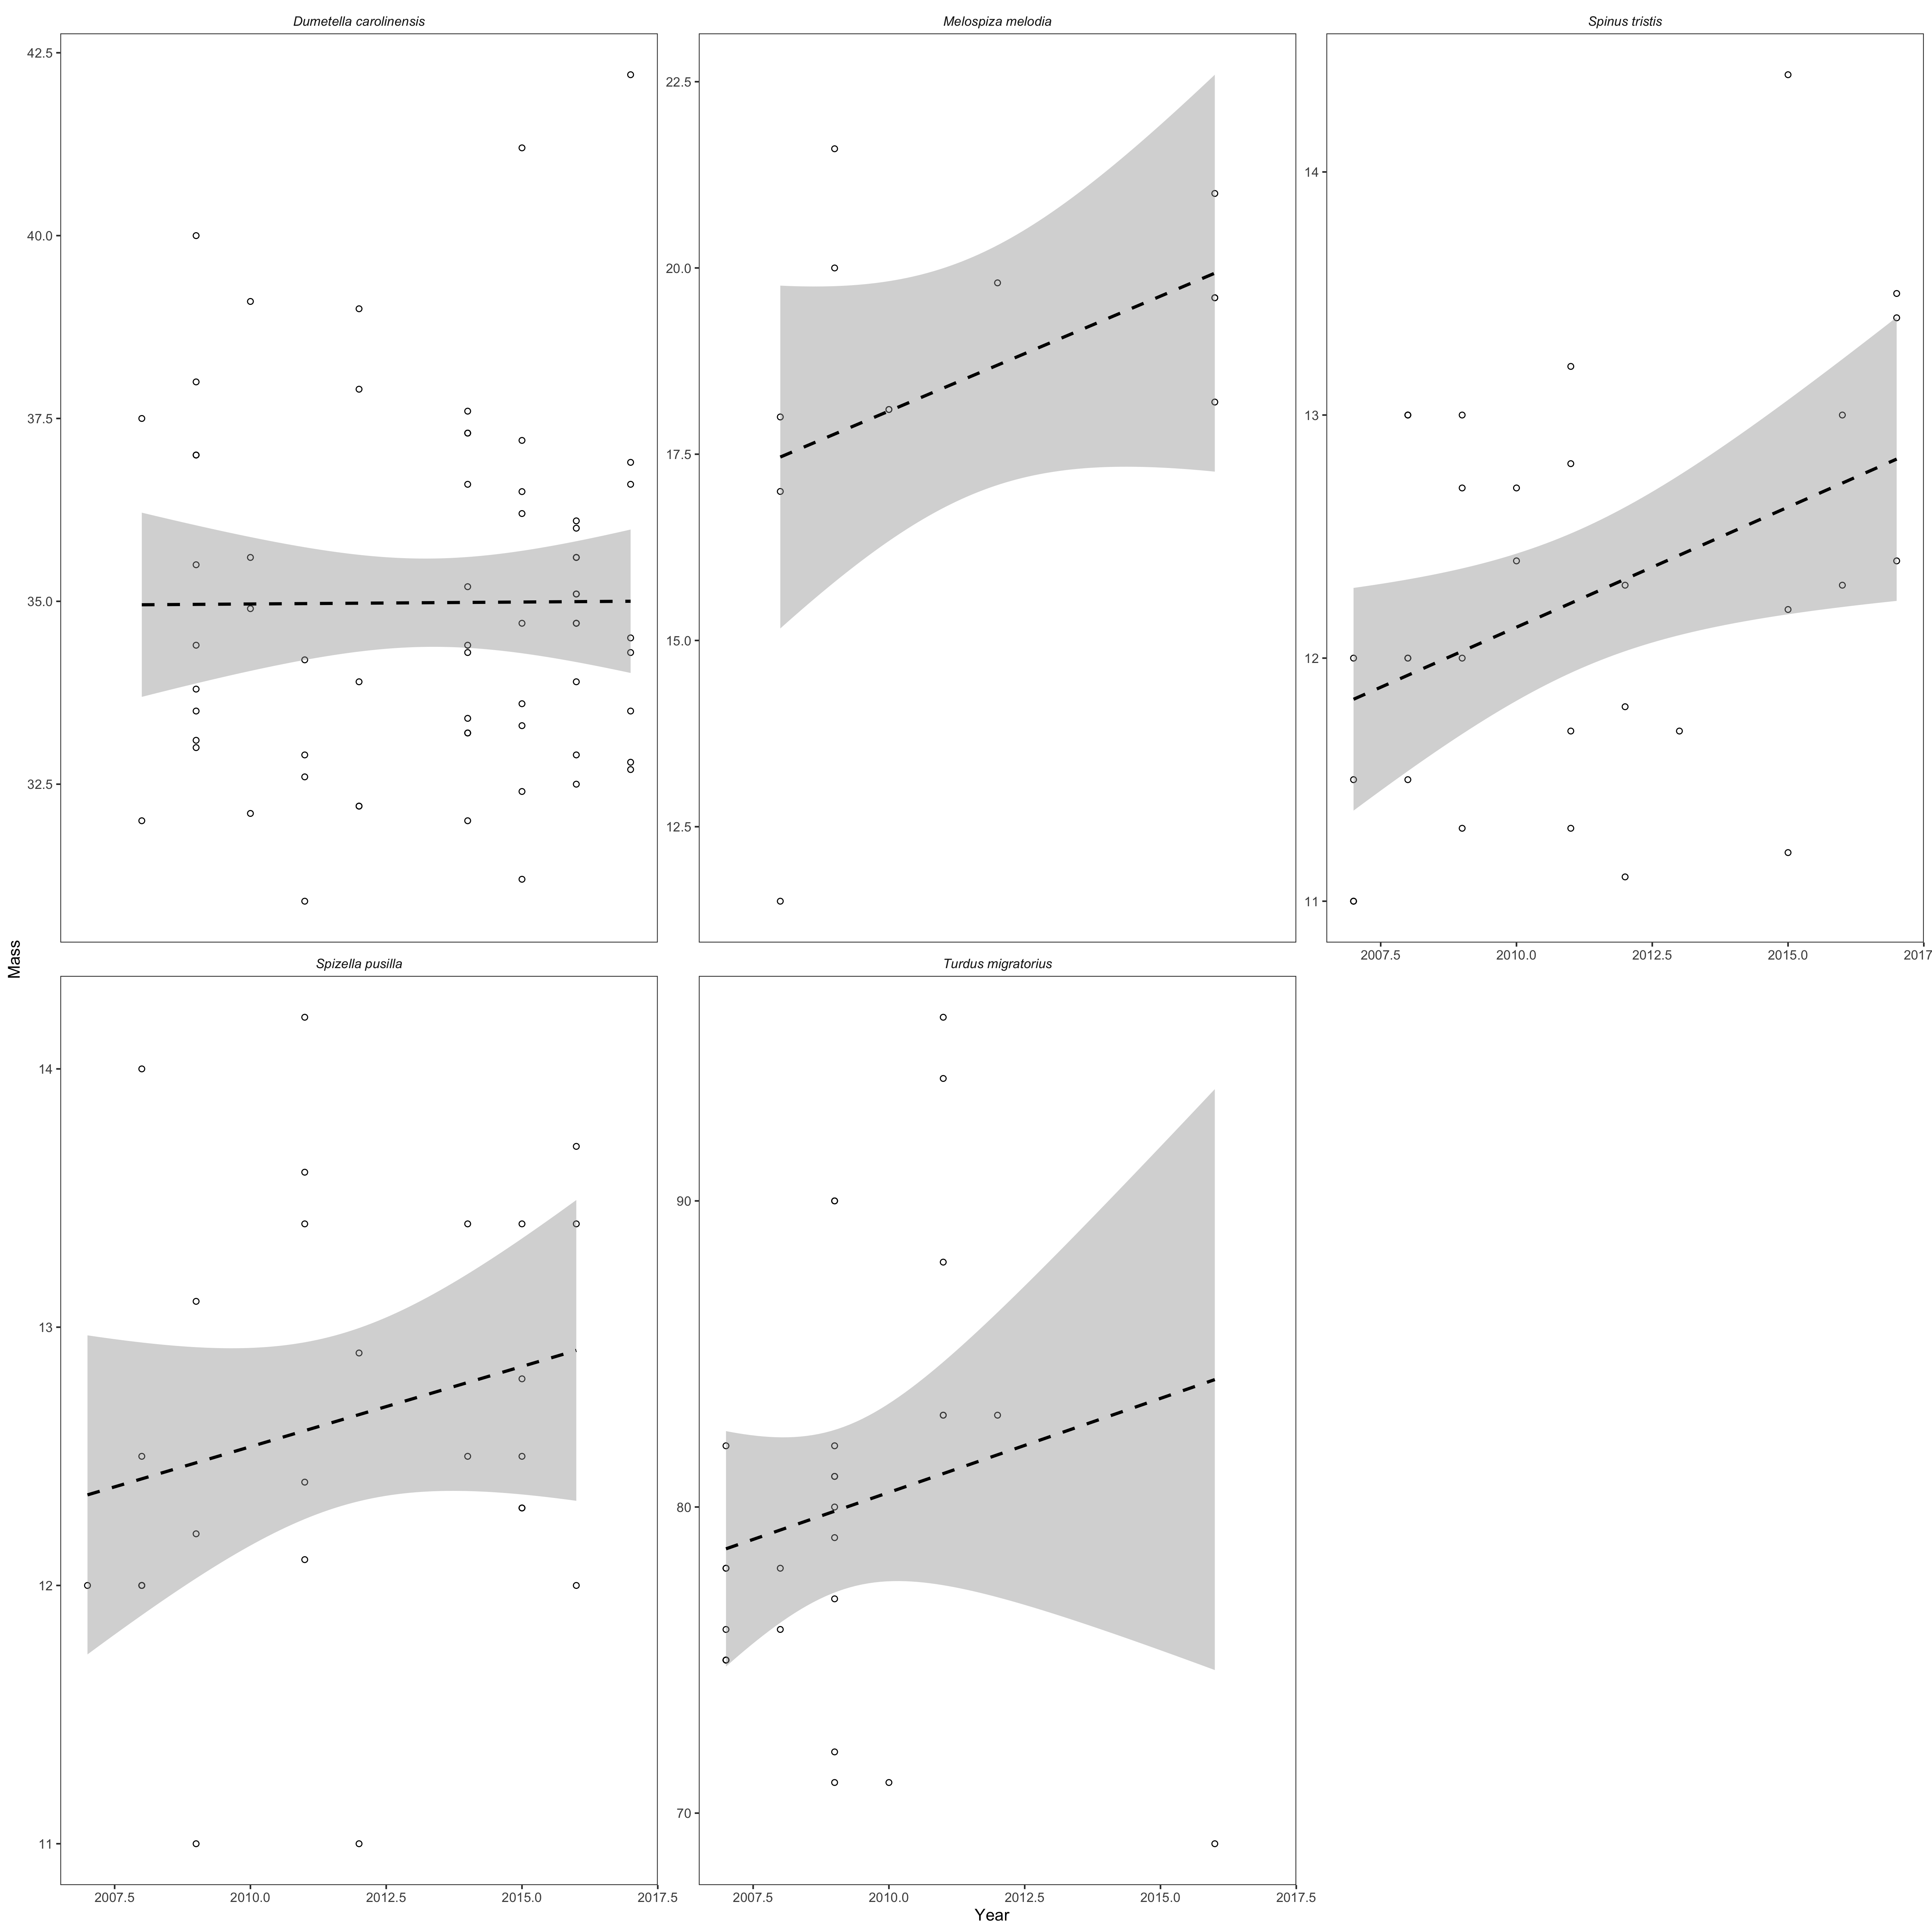 Dumetella carolinensis
Melospiza melodia
Spinus tristis
42.5
40.0
37.5
35.0
32.5
22.5
20.0
17.5
15.0
12.5
14
13
12
11
2007.5 2010.0 2012.5 2015.0 2017
Mass
Spizella pusilla
Turdus migratorius
14
13
12
11
90
80
70
2007.5 2010.0 2012.5 2015.0 2017.5
2007.5 2010.0 2012.5 2015.0 2017.5
Year